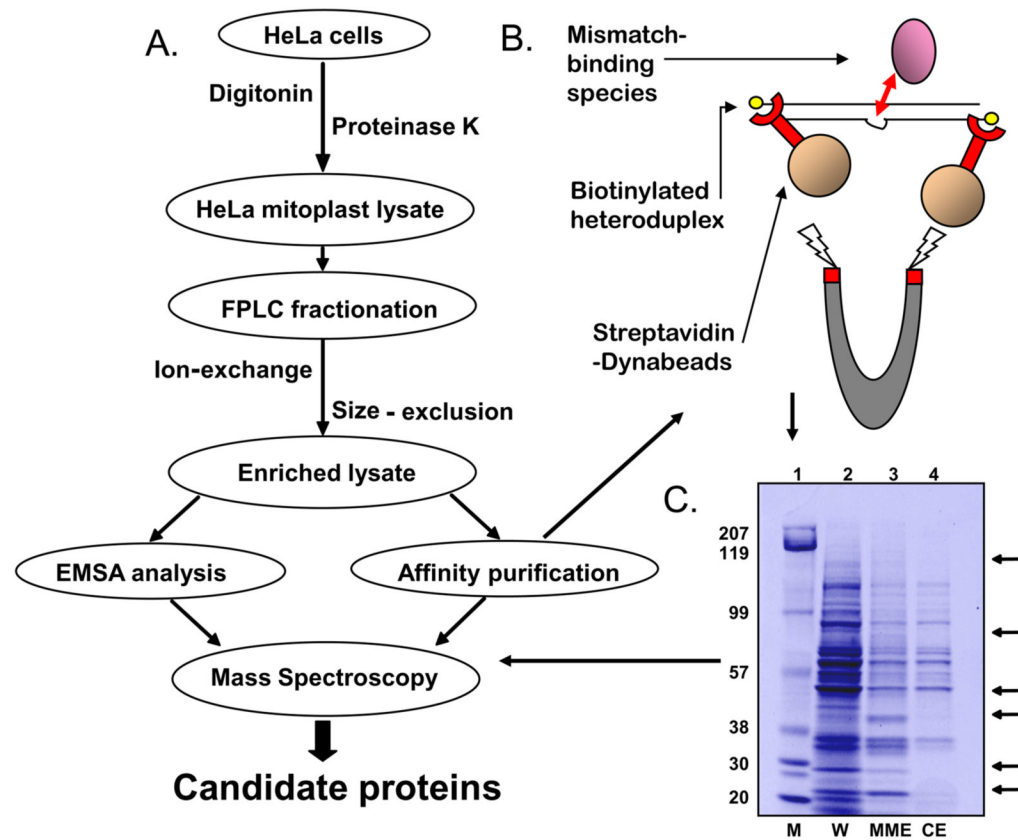 A.
HeLa cells
Digitonin
Proteinase K
HeLa mitoplast lysate
FPLC fractionation
Ion-exchange
Size - exclusion
Enriched lysate
EMSA analysis
Affinity purification
Mass Spectroscopy
Candidate proteins
B.
Mismatch-
binding
species
Biotinylated
heteroduplex
Streptavidin
-Dynabeads
C.
1 2 3 4
207
119
99
57
38
30
20
M W MME CE